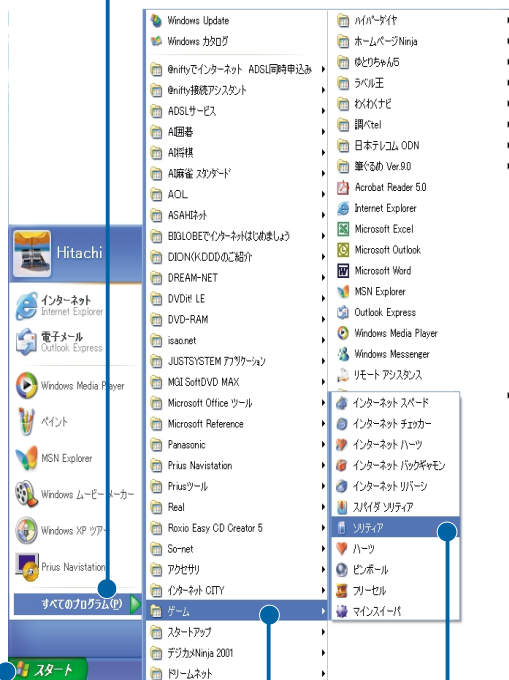 Hitachi
インターネット
Internet Explorer
電子メール
Outlook Express
Windows Media Player
ペイント
MSN Explorer
Windows ムービー メーカー
Windows XP ツアー
Prius Navistation
すべてのプログラム(P)
スタート
Windows Update
Windows カタログ
@niftyでインターネット ADSL同時申込み
@nifty接続アシスタント
ADSLサービス
AI囲碁
AI将棋
AI麻雀 スタンダード
AOL
ASAHIネット
BIGLOBEでインターネットはじめましょう
DION(KDDI)のご紹介
DREAM-NET
DVDit! LE
DVD-RAM
isao.net
JUSTSYSTEM アプリケーション
MGI SoftDVD MAX
Microsoft Office ツール
Microsoft Reference
Panasonic
Prius Navistation
Priusツール
Real
Roxio Easy CD Creator 5
So-net
アクセサリ
インターネット CITY
ゲーム
スタートアップ
デジカメNinja 2001
ドリームネット
ハイパーダイヤ
ホームページNinja
ゆとりちゃん5
ラベル王
わくわくナビ
調べtel
日本テレコム ODN
筆ぐるめ Ver.9.0
Acrobat Reader 5.0
Internet Explorer
Microsoft Excel
Microsoft Outlook
Microsoft Word
MSN Explorer
Outlook Express
Windows Media Player
Windows Messenger
リモート アシスタンス
インターネット スペード
インターネット チェッカー
インターネット ハーツ
インターネット バックギャモン
インターネット リバーシ
スパイダ ソリティア
ソリティア
ハーツ
ピンボール
フリーセル
マインスイーパ